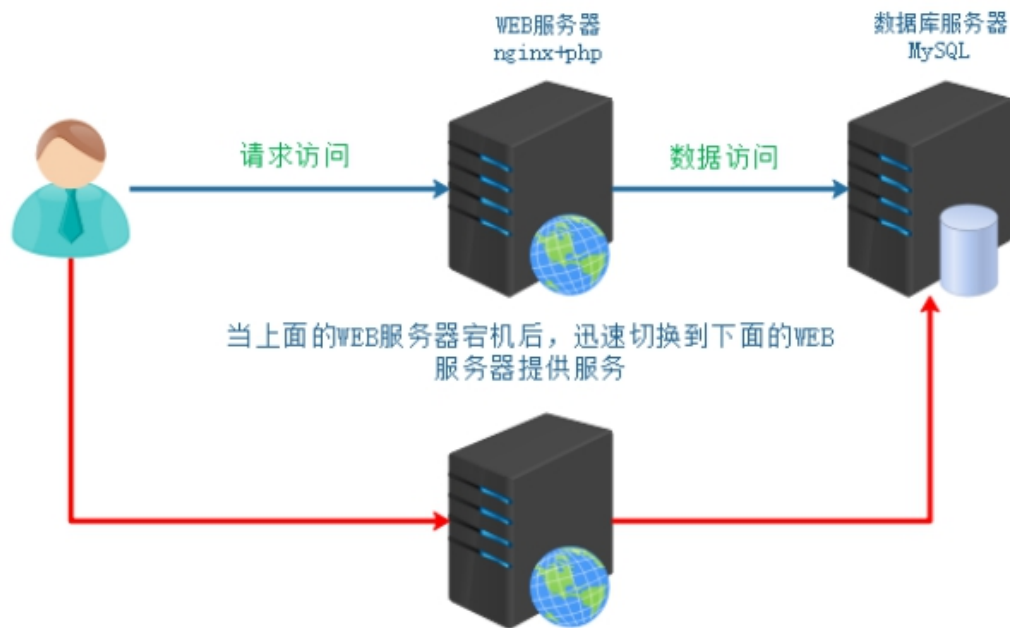 WEB服务器
nginx+php
数据库服务器
MySQL
请求访问
数据访问
当上面的WEB服务器宕机后，迅速切换到下面的WEB
服务器提供服务